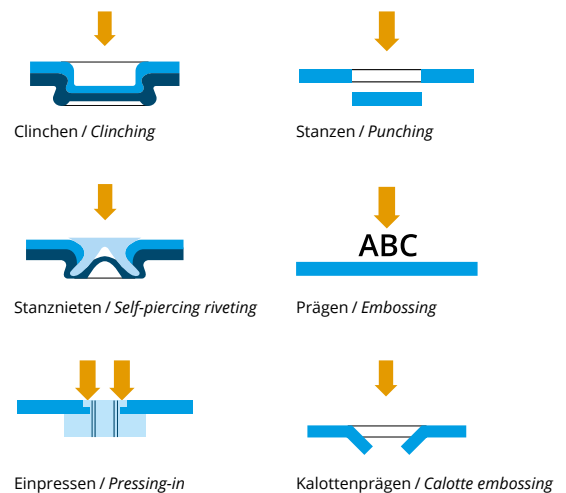 Clinchen / Clinching
Stanzen / Punching
ABC
Stanznieten / Self-piercing riveting
Prägen / Embossing
Einpressen / Pressing-in
Kalottenprägen / Calotte embossing